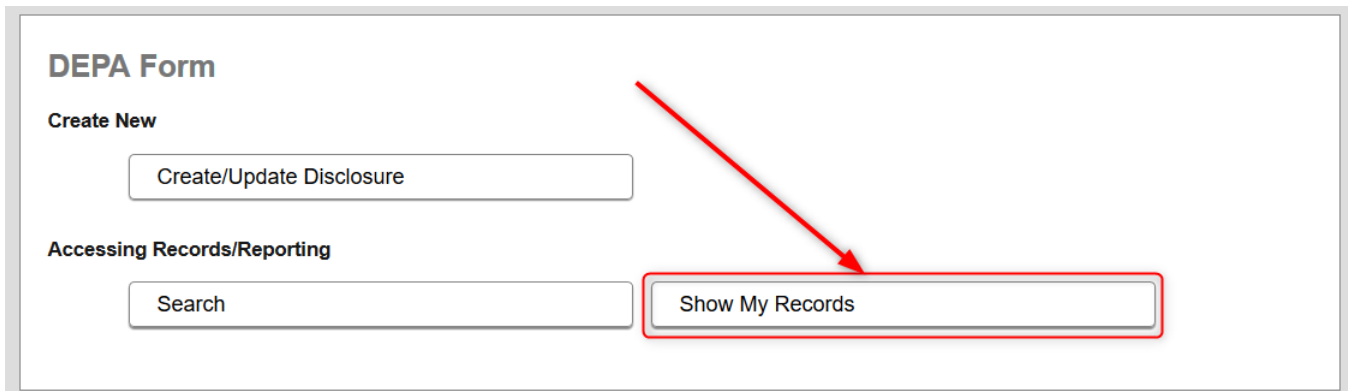 DEPA Form
Create New
Create/Update Disclosure
Accessing Records/Reporting
Search
Show My Records